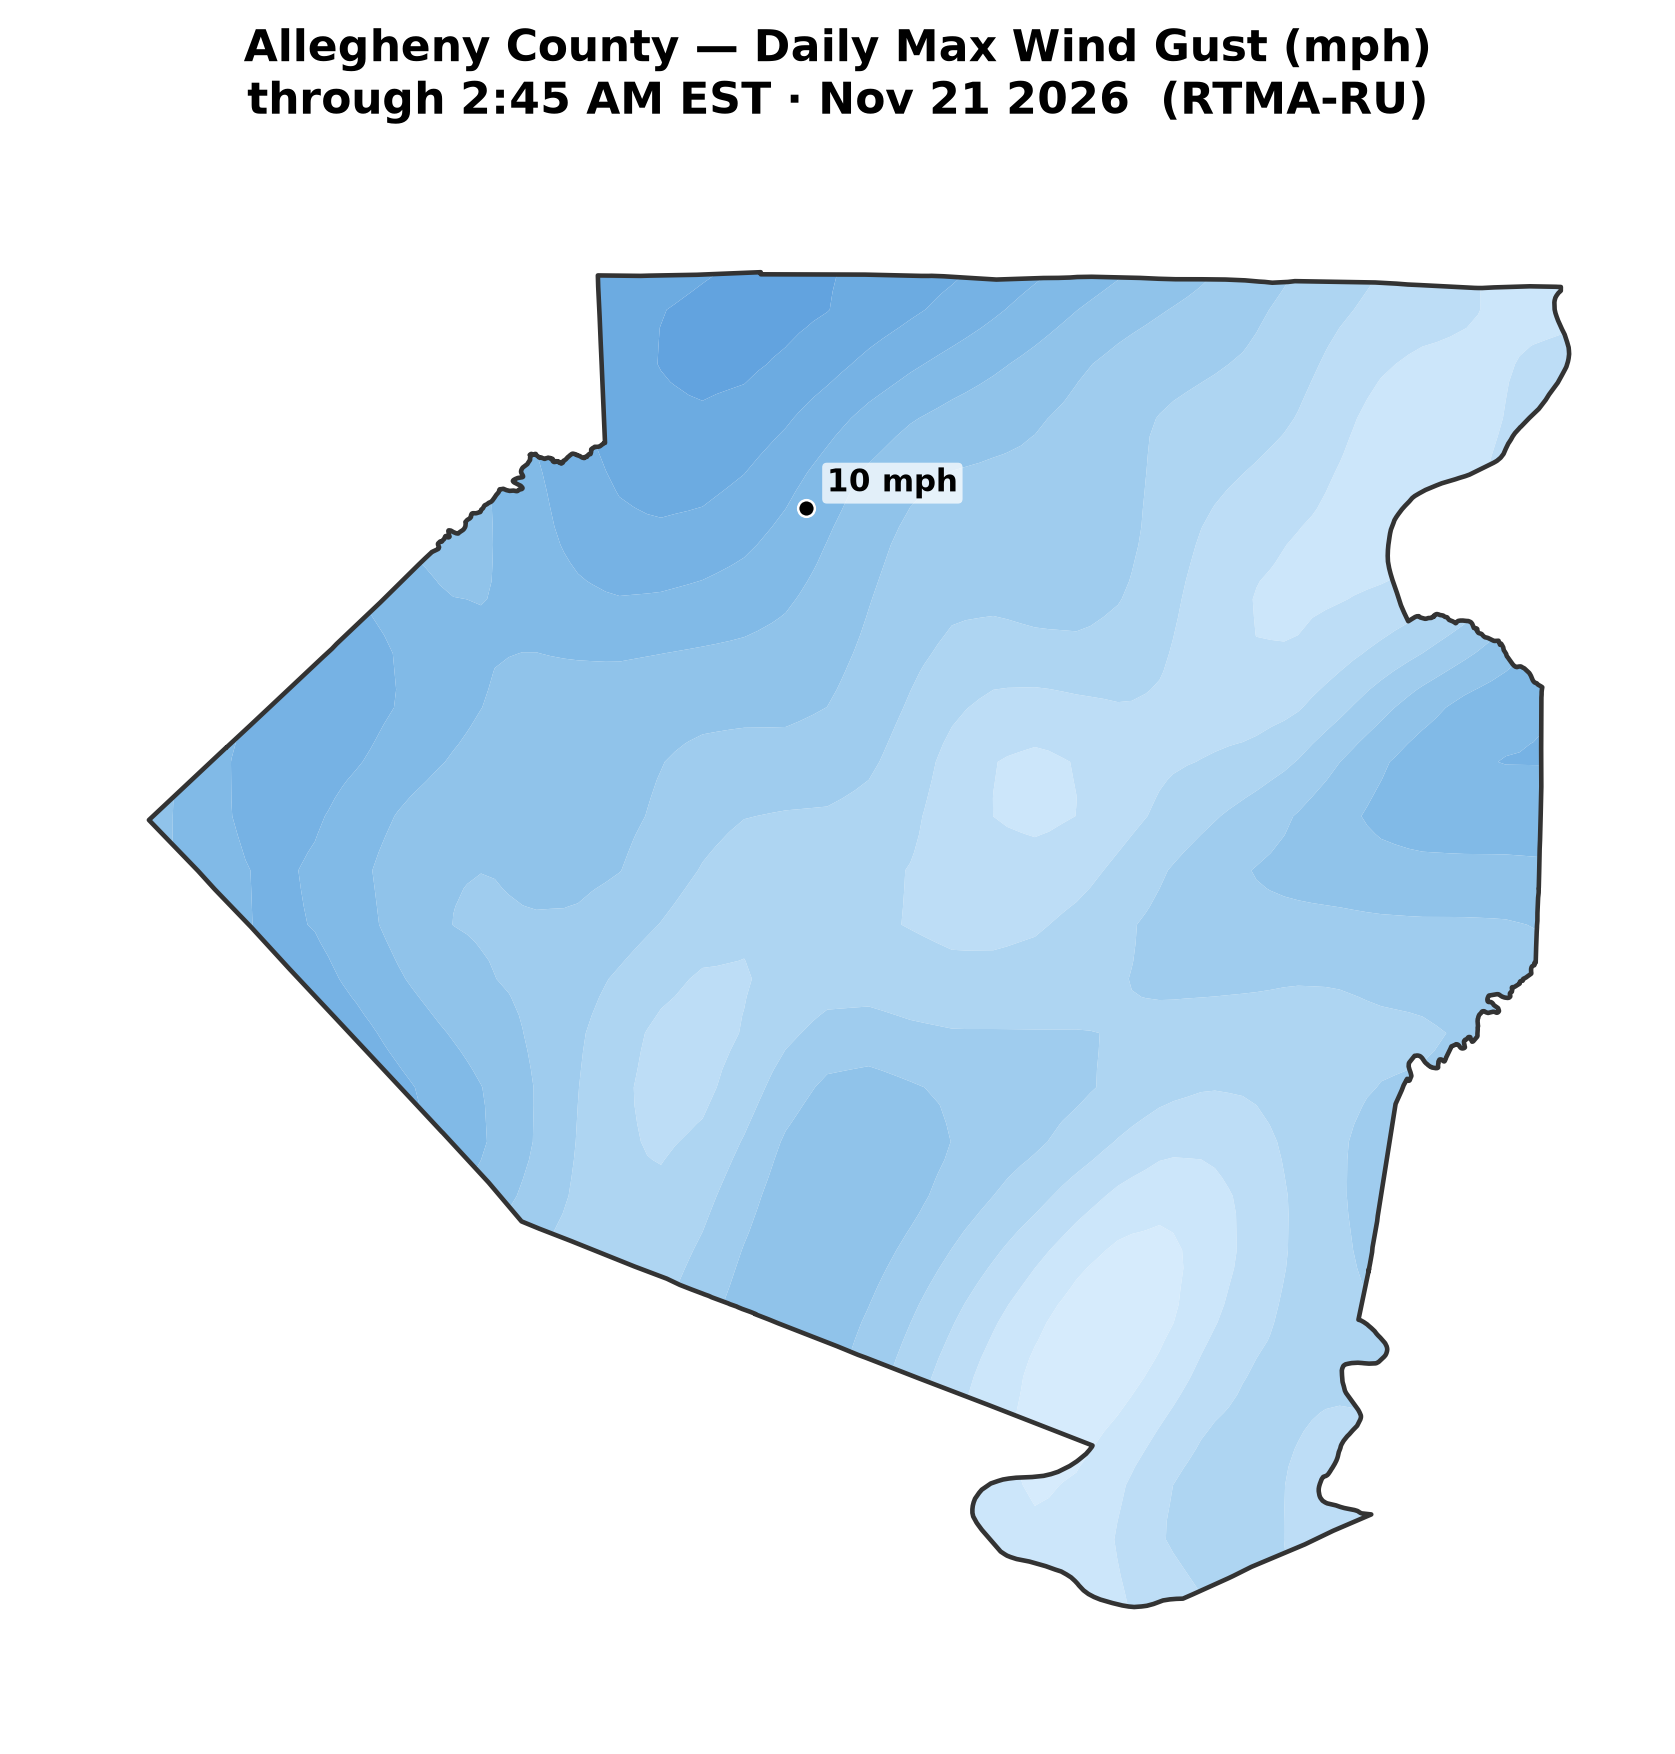 Allegheny County — Daily Max Wind Gust (mph)
through 2:45 AM EST · Nov 21 2026 (RTMA-RU)
10 mph